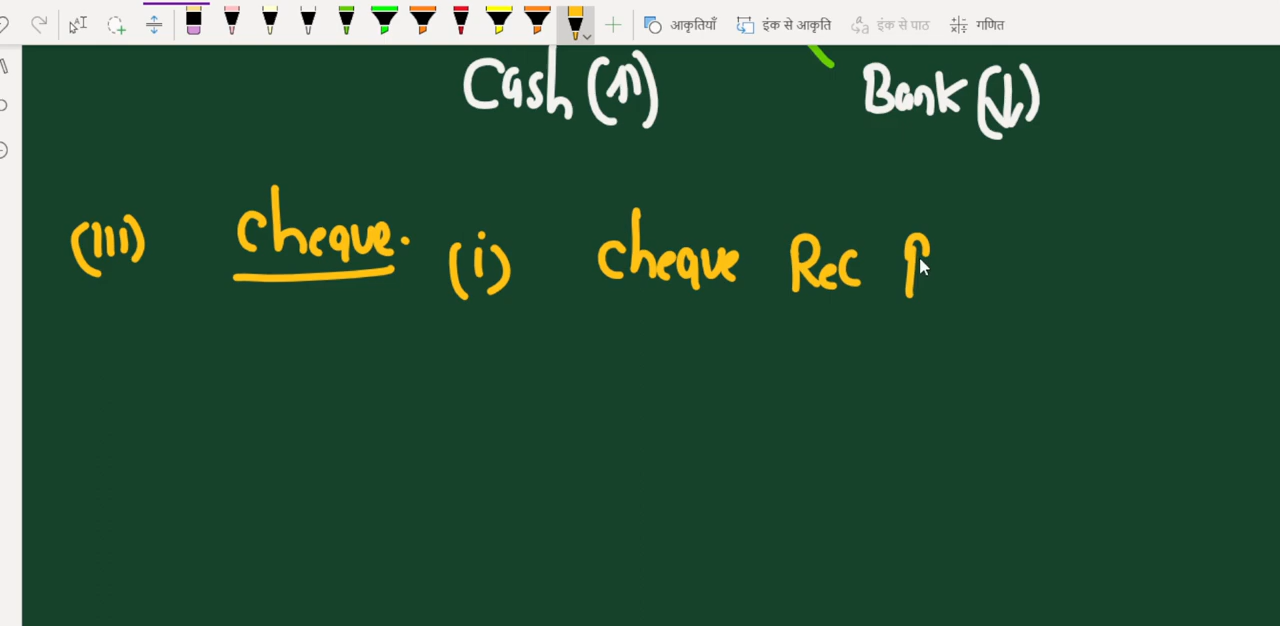 आकृतियाँ इंक से आकृति इंक से पाठ गणित
Cash (↑) Bank (↓)
(III) Cheque. (i) Cheque Rec P